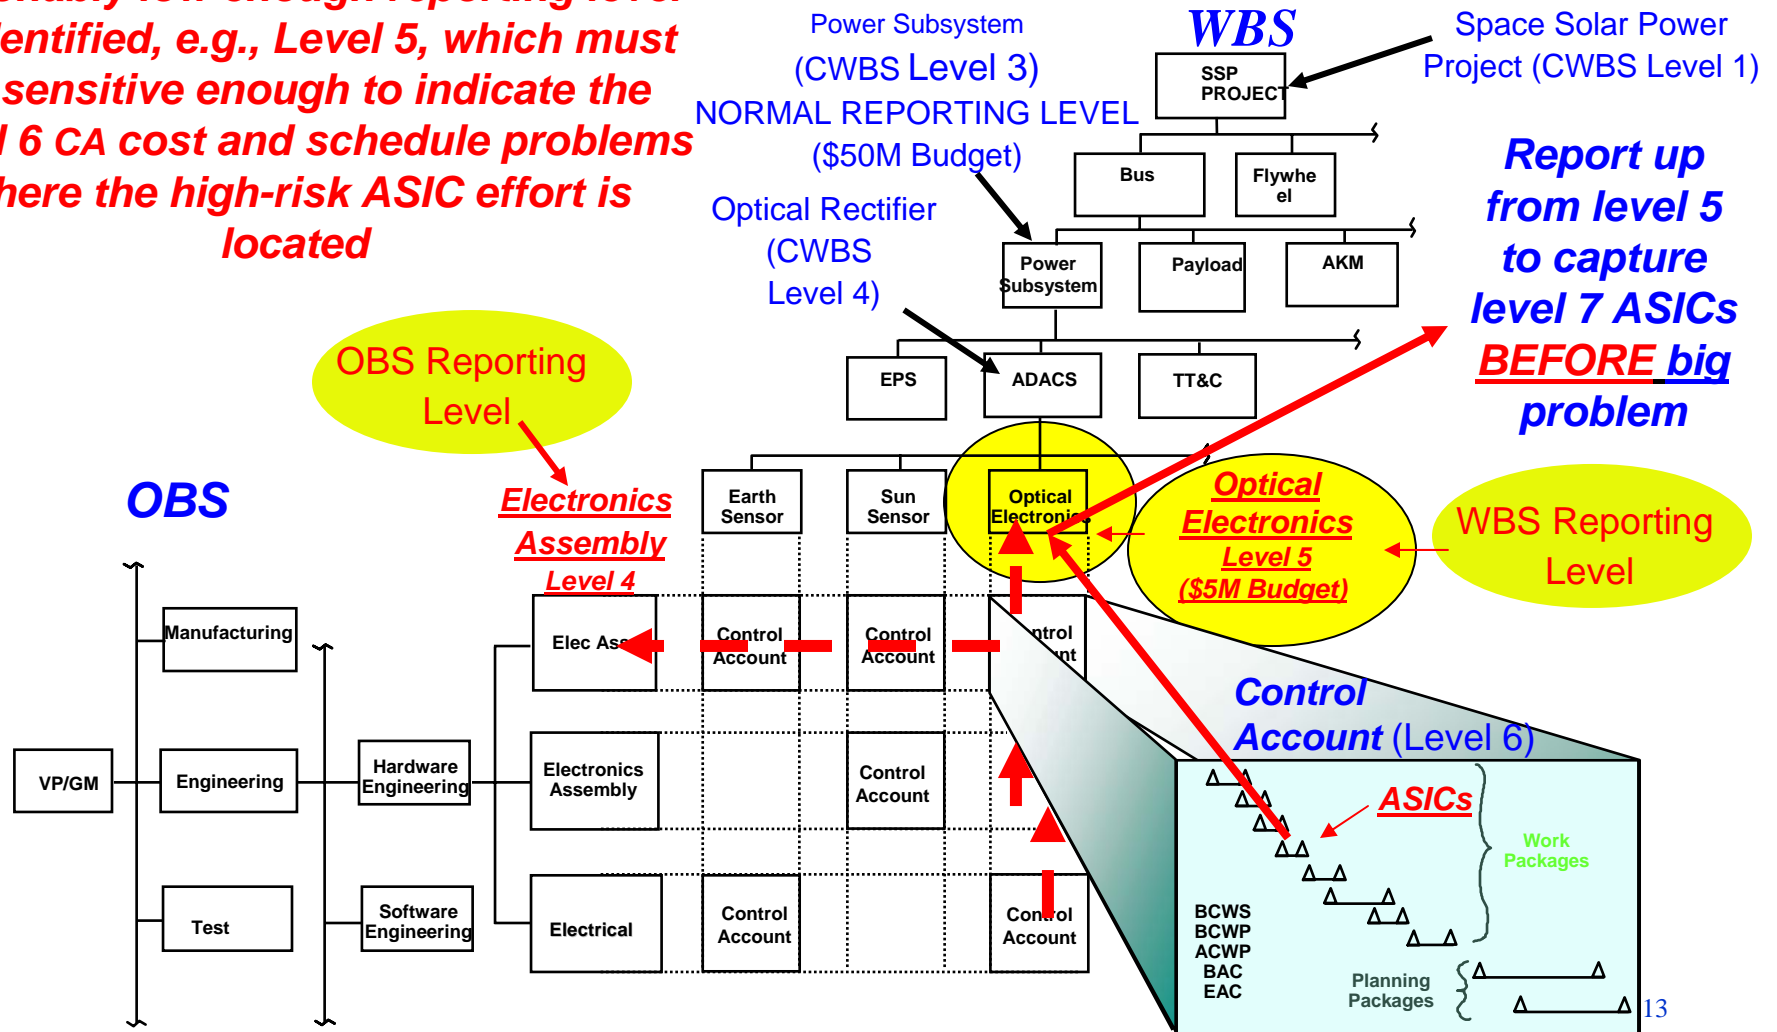 dentified, e.g., Level 5, which must
sensitive enough to indicate the
6 CA cost and schedule problems
here the high-risk ASIC effort is
located
Power Subsystem
(CWBS Level 3)
NORMAL REPORTING LEVEL
($50M Budget)
Optical Rectifier
(CWBS
Level 4)
WBS
SSP
PROJECT
Space Solar Power
Project (CWBS Level 1)
Bus
Flywhe
el
Power
Subsystem
Payload
AKM
EPS
ADACS
TT&C
Report up
from level 5
to capture
level 7 ASICs
BEFORE big
problem
OBS Reporting
Level
OBS
Electronics
Assembly
Level 4
Earth
Sensor
Sun
Sensor
Optical
Electronics
Optical
Electronics
Level 5
($5M Budget)
WBS Reporting
Level
VP/GM
Manufacturing
Engineering
Test
Hardware
Engineering
Software
Engineering
Elec Ass
Electronics
Assembly
Electrical
Control
Account
Control
Account
ntrol
unt
Control
Account
Control
Account
Control
Account
Control
Account (Level 6)
ASICs
Work
Packages
BCWS
BCWP
ACWP
BAC
EAC
Planning
Packages
13